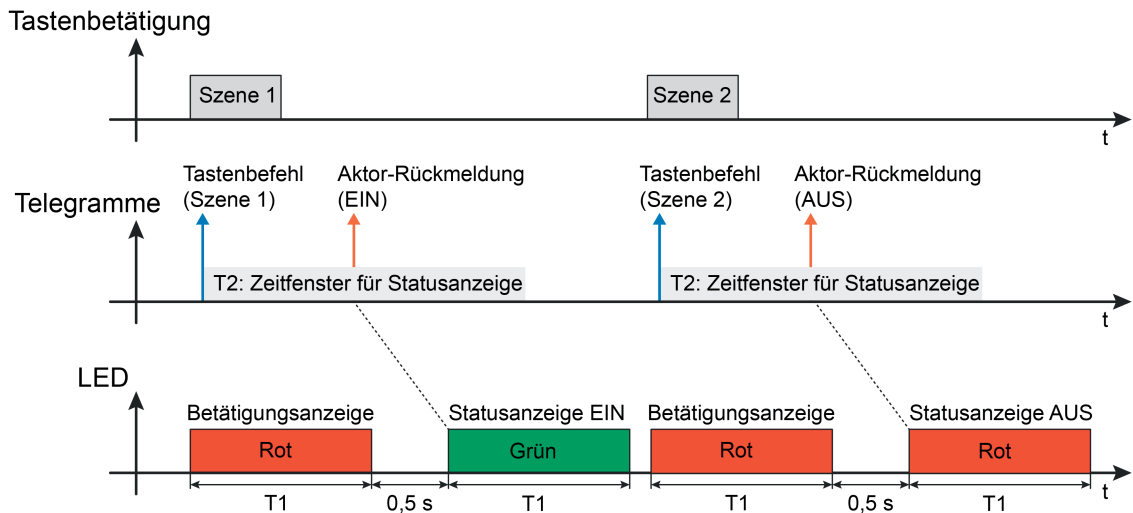 Tastenbetätigung
Szene 1
Szene 2
t
Tastenbefehl
(Szene 1)
Aktor-Rückmeldung
(EIN)
Tastenbefehl
(Szene 2)
Aktor-Rückmeldung
(AUS)
Telegramme
T2: Zeitfenster für Statusanzeige
T2: Zeitfenster für Statusanzeige
t
LED
Betätigungsanzeige
Statusanzeige EIN
Betätigungsanzeige
Statusanzeige AUS
Rot
Grün
Rot
Rot
t
T1
0,5 s
T1
T1
0,5 s
T1